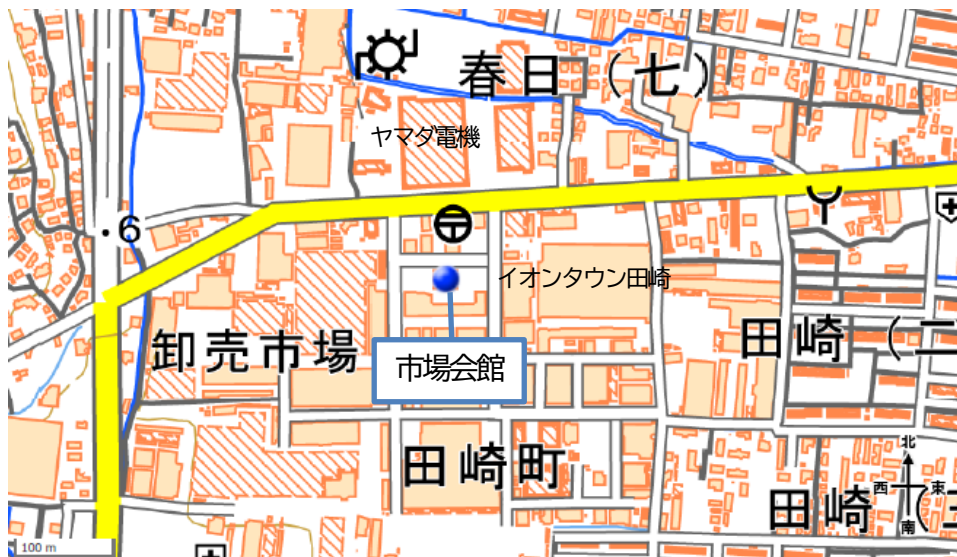 春日（七）
ヤマダ電機
.6
イオンタウン田崎
卸売市場
市場会館
田崎（二
田崎町
北
西 東
南
田崎（三
100 m